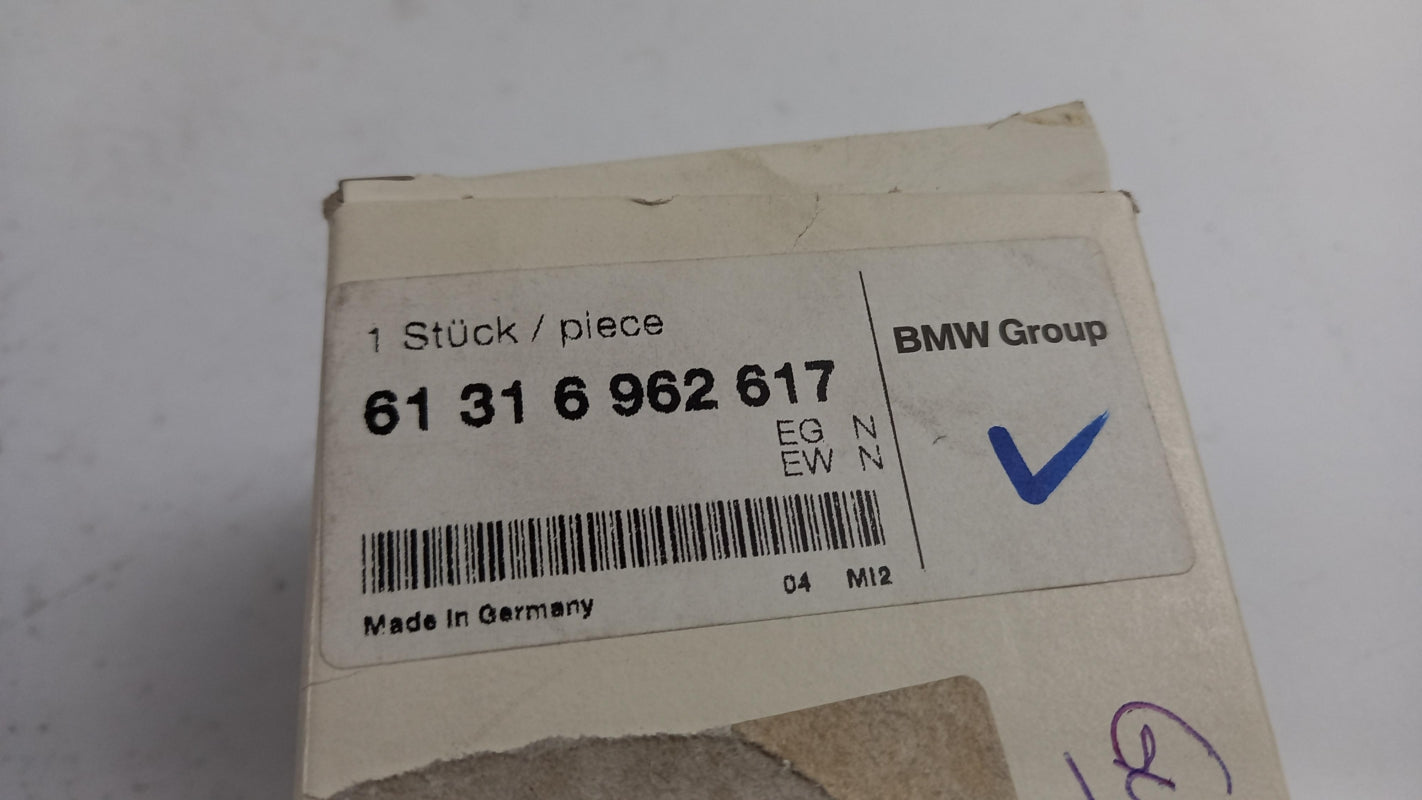 1 Stück / piece
61 31 6 962 617
EG N
EW N
04 MI2
Made In Germany
BMW Group